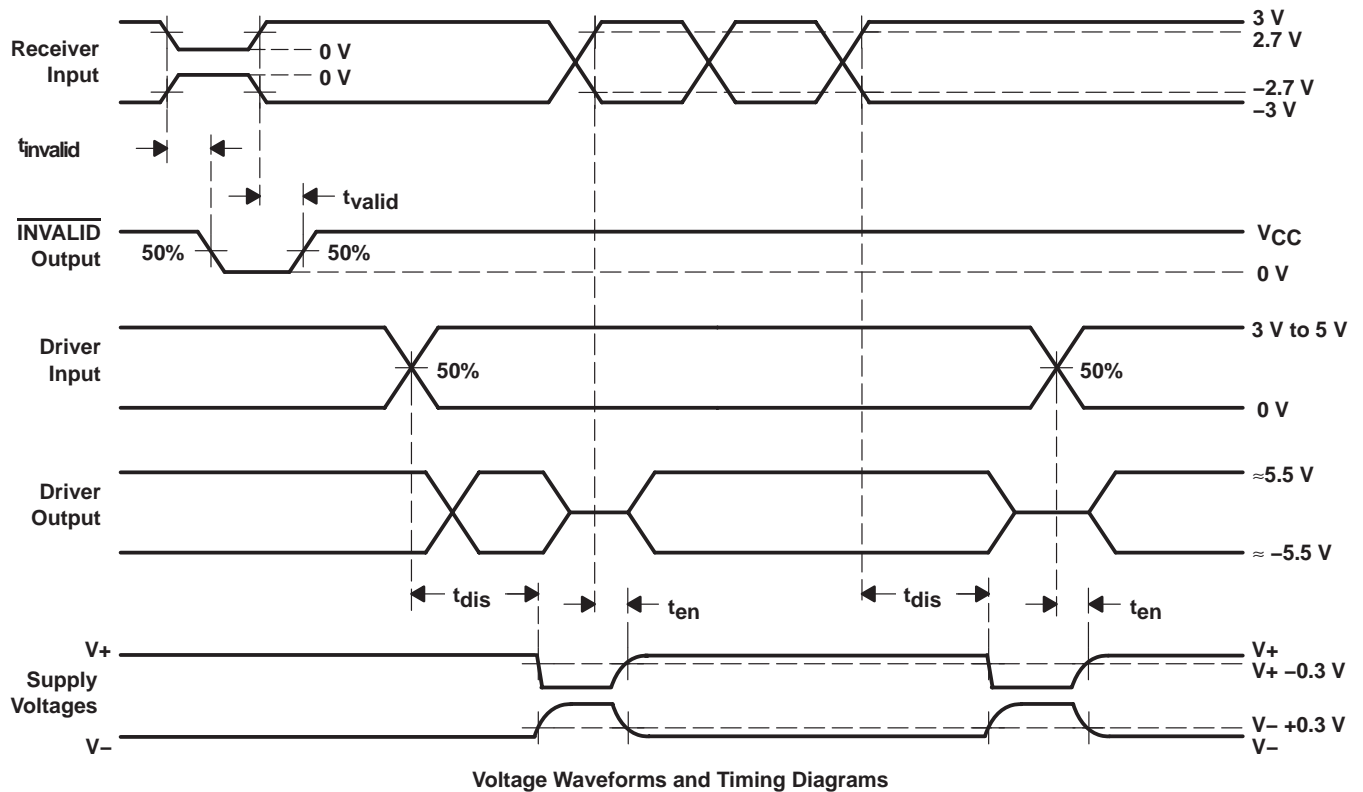 3 V
2.7 V
Receiver
Input
0 V
0 V
−2.7 V
−3 V
tinvalid
tvalid
INVALID
Output
50%
50%
VCC
0 V
3 V to 5 V
Driver
Input
50%
50%
0 V
≈5.5 V
Driver
Output
≈ −5.5 V
tdis
ten
tdis
ten
V+
V+
V+ −0.3 V
Supply
Voltages
V− +0.3 V
V−
V−
Voltage Waveforms and Timing Diagrams